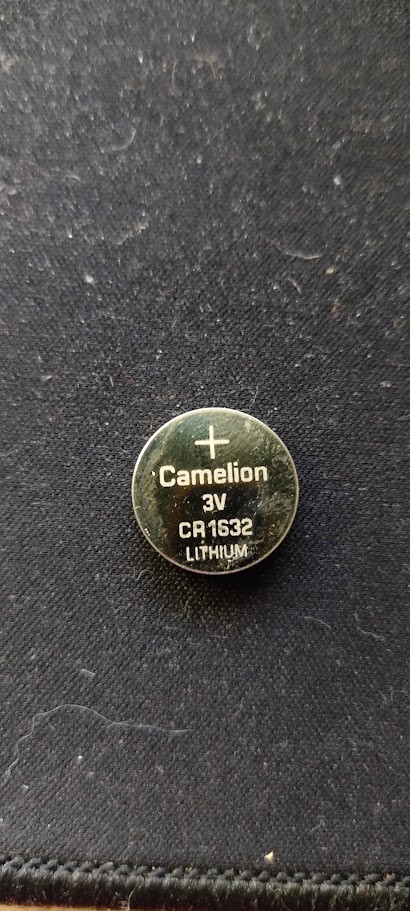 +
Camelion
3V
CR1632
LITHIUM